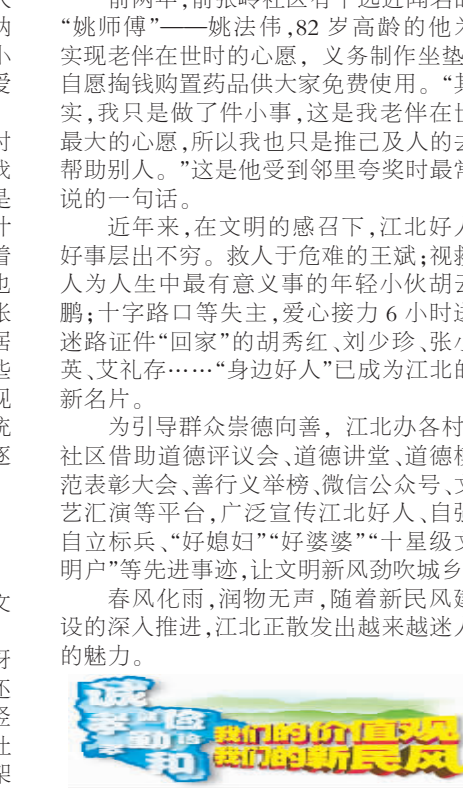 前两年，前张岭社区有个远近闻名的
“姚师傅”——姚法伟，82 岁高龄的他为
实现老伴在世时的心愿，义务制作坐垫，
自愿掏钱购置药品供大家免费使用。“其
实，我只是做了件小事，这是我老伴在世
最大的心愿，所以我也只是推己及人的去
帮助别人。”这是他受到邻里夸奖时最常
说的一句话。
近年来，在文明的感召下，江北好人
好事层出不穷。救人于危难的王斌；视救
人为人生中最有意义事的年轻小伙胡云
鹏；十字路口等失主，爱心接力 6 小时送
迷路证件“回家”的胡秀红、刘少珍、张小
英、艾礼存……“身边好人”已成为江北的
新名片。
为引导群众崇德向善，江北办各村、
社区借助道德评议会、道德讲堂、道德模
范表彰大会、善行义举榜、微信公众号、文
艺汇演等平台，广泛宣传江北好人、自强
自立标兵、“好媳妇”“好婆婆”“十星级文
明户”等先进事迹，让文明新风劲吹城乡。
春风化雨，润物无声，随着新民风建
设的深入推进，江北正散发出越来越迷人
的魅力。
诚孝俭勤和
我们的价值观
我们的新民风